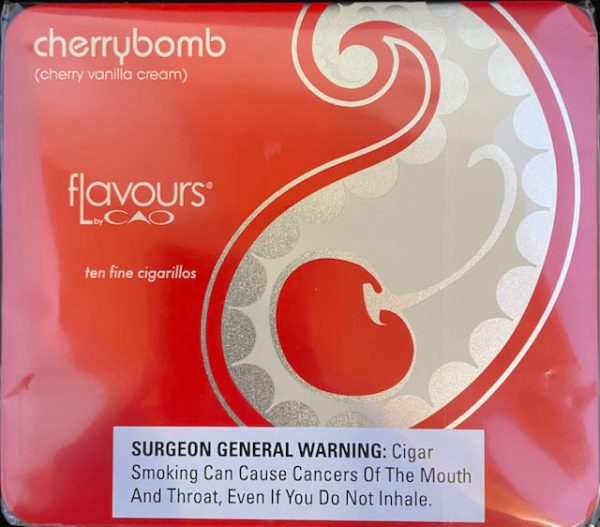 cherrybomb
(cherry vanilla cream)
flavours®
by CAO
ten fine cigarillos
SURGEON GENERAL WARNING: Cigar
Smoking Can Cause Cancers Of The Mouth
And Throat, Even If You Do Not Inhale.